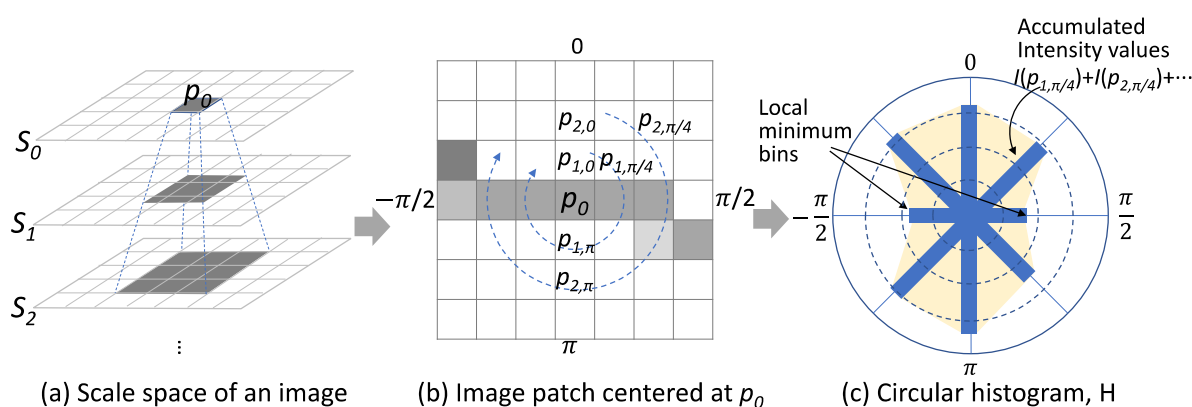 p0
S0
S1
S2
⋮
(a) Scale space of an image
0
p2,0
p2,π/4
p1,0
p1,π/4
−π/2
p0
π/2
p1,π
p2,π
π
(b) Image patch centered at p0
Accumulated
Intensity values
I(p1,π/4)+I(p2,π/4)+⋯
0
Local
minimum
bins
− π/2
π/2
π
(c) Circular histogram, H